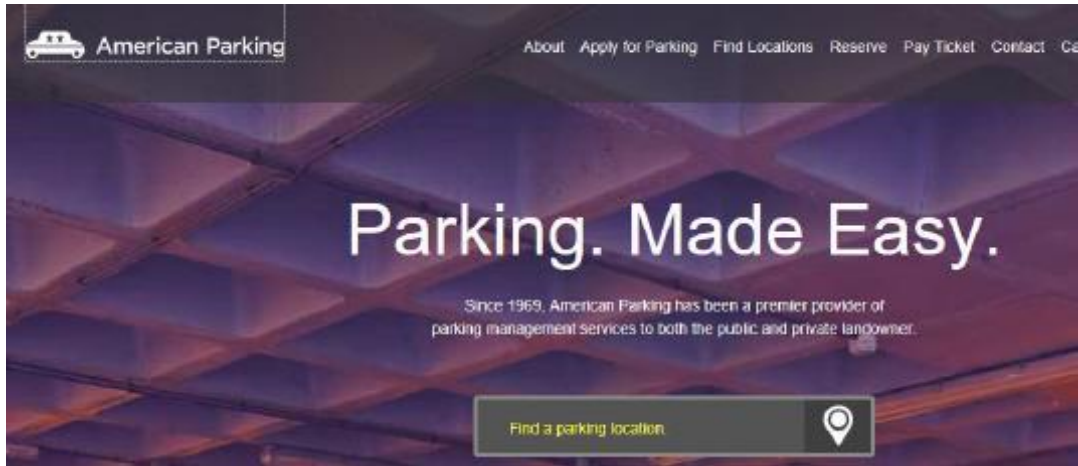 American Parking
About Apply for Parking Find Locations Reserve Pay Ticket Contact
Parking. Made Easy.
Since 1969, American Parking has been a premier provider of
parking management services to both the public and private landowner.
Find a parking location